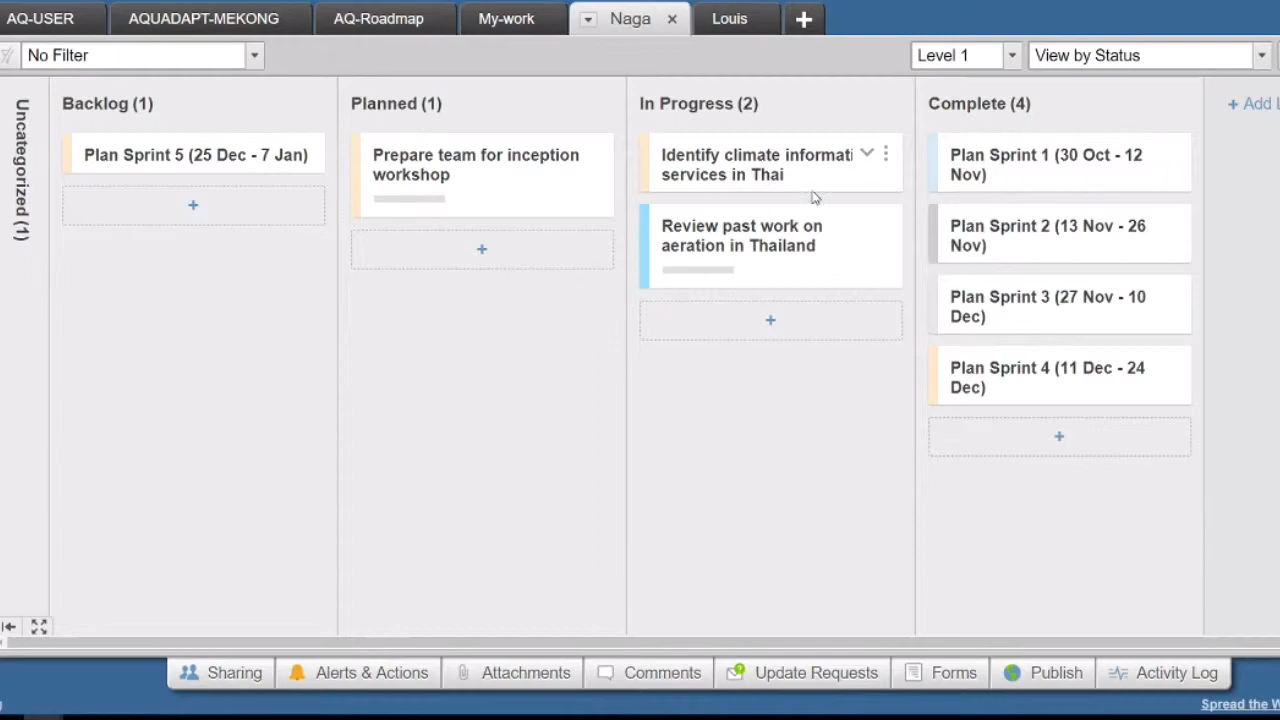 AQ-USER
AQUADAPT-MEKONG
AQ-Roadmap
My-work
Naga
Louis
No Filter
Level 1
View by Status
Uncategorized (1)
Backlog (1)
Plan Sprint 5 (25 Dec - 7 Jan)
+
Planned (1)
Prepare team for inception
workshop
+
In Progress (2)
Identify climate informati
services in Thai
Review past work on
aeration in Thailand
+
Complete (4)
Plan Sprint 1 (30 Oct - 12
Nov)
Plan Sprint 2 (13 Nov - 26
Nov)
Plan Sprint 3 (27 Nov - 10
Dec)
Plan Sprint 4 (11 Dec - 24
Dec)
+
+ Add L
Sharing
Alerts & Actions
Attachments
Comments
Update Requests
Forms
Publish
Activity Log
Spread the W